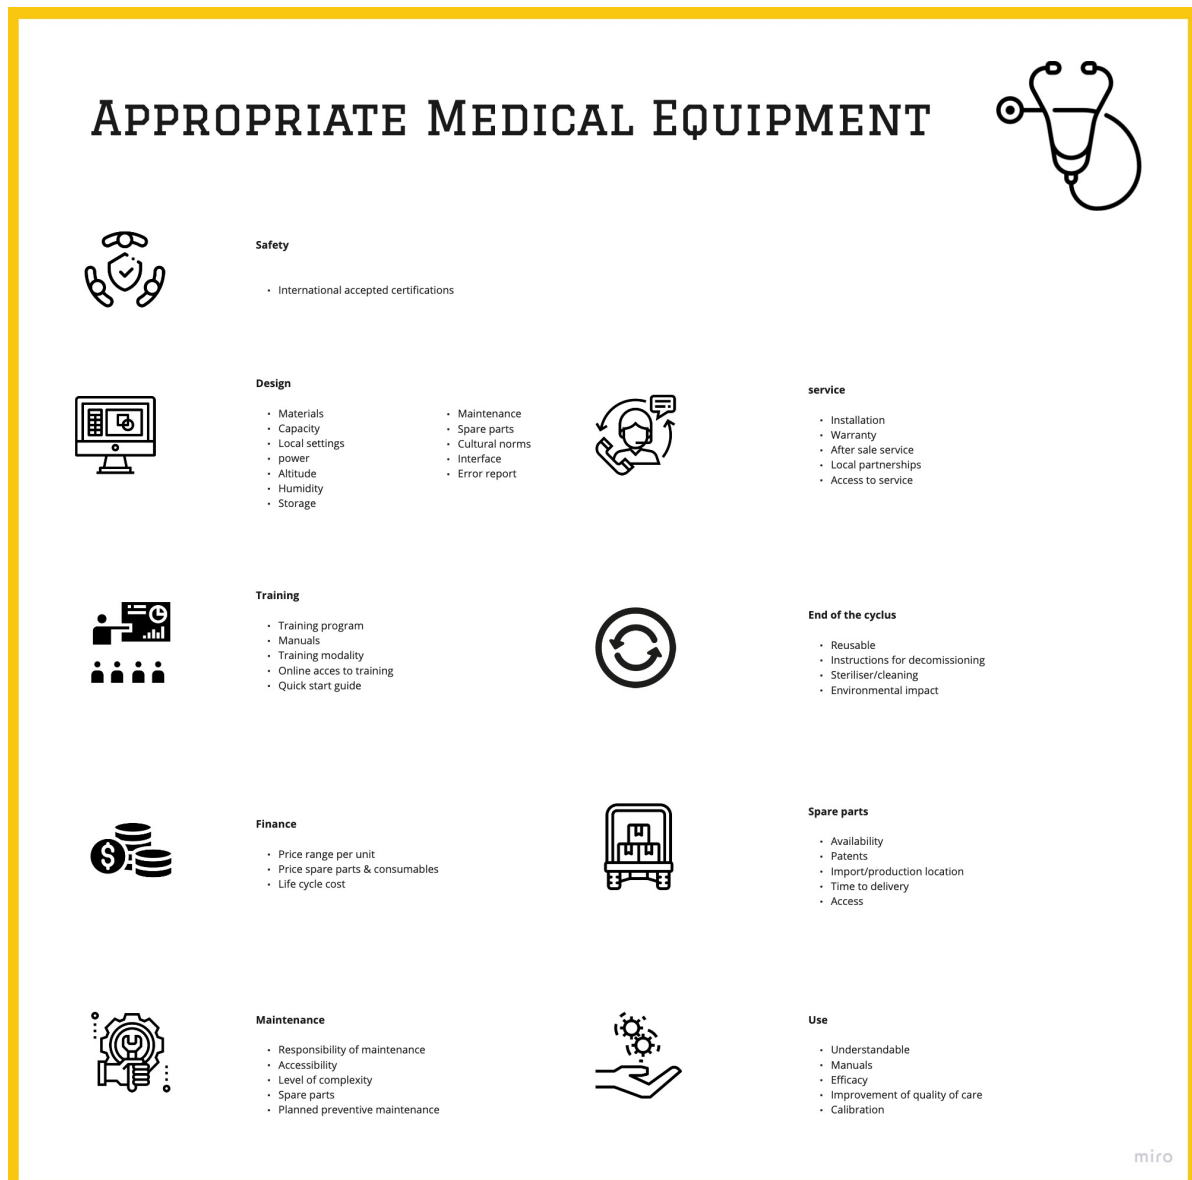 Appropriate Medical Equipment
Safety
• International accepted certifications
Design
• Materials
• Capacity
• Local settings
• power
• Altitude
• Humidity
• Storage
• Maintenance
• Spare parts
• Cultural norms
• Interface
• Error report
service
• Installation
• Warranty
• After sale service
• Local partnerships
• Access to service
Training
• Training program
• Manuals
• Training modality
• Online acces to training
• Quick start guide
End of the cyclus
• Reusable
• Instructions for decomissioning
• Steriliser/cleaning
• Environmental impact
Finance
• Price range per unit
• Price spare parts & consumables
• Life cycle cost
Spare parts
• Availability
• Patents
• Import/production location
• Time to delivery
• Access
Maintenance
• Responsibility of maintenance
• Accessibility
• Level of complexity
• Spare parts
• Planned preventive maintenance
Use
• Understandable
• Manuals
• Efficacy
• Improvement of quality of care
• Calibration
miro